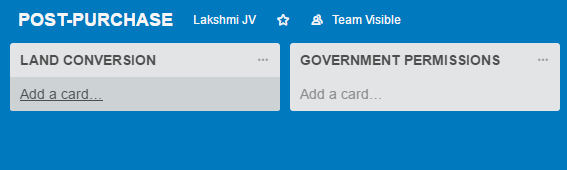 POST-PURCHASE Lakshmi JV Team Visible
LAND CONVERSION
Add a card…
GOVERNMENT PERMISSIONS
Add a card…